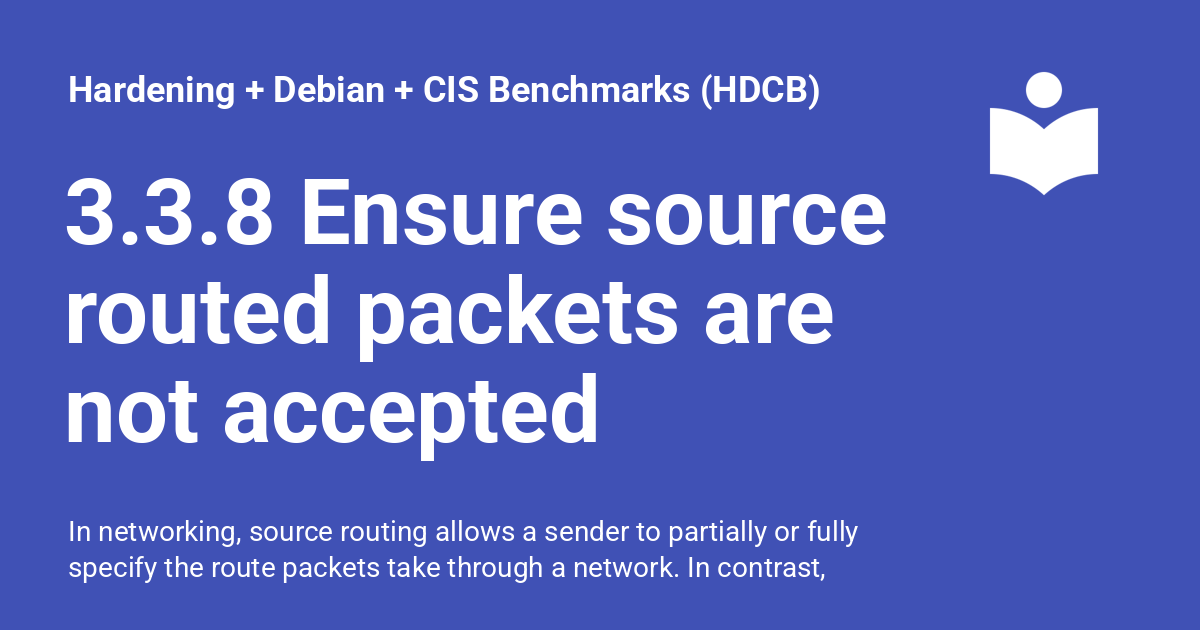 Hardening + Debian + CIS Benchmarks (HDCB)
3.3.8 Ensure source
routed packets are
not accepted
In networking, source routing allows a sender to partially or fully
specify the route packets take through a network. In contrast,